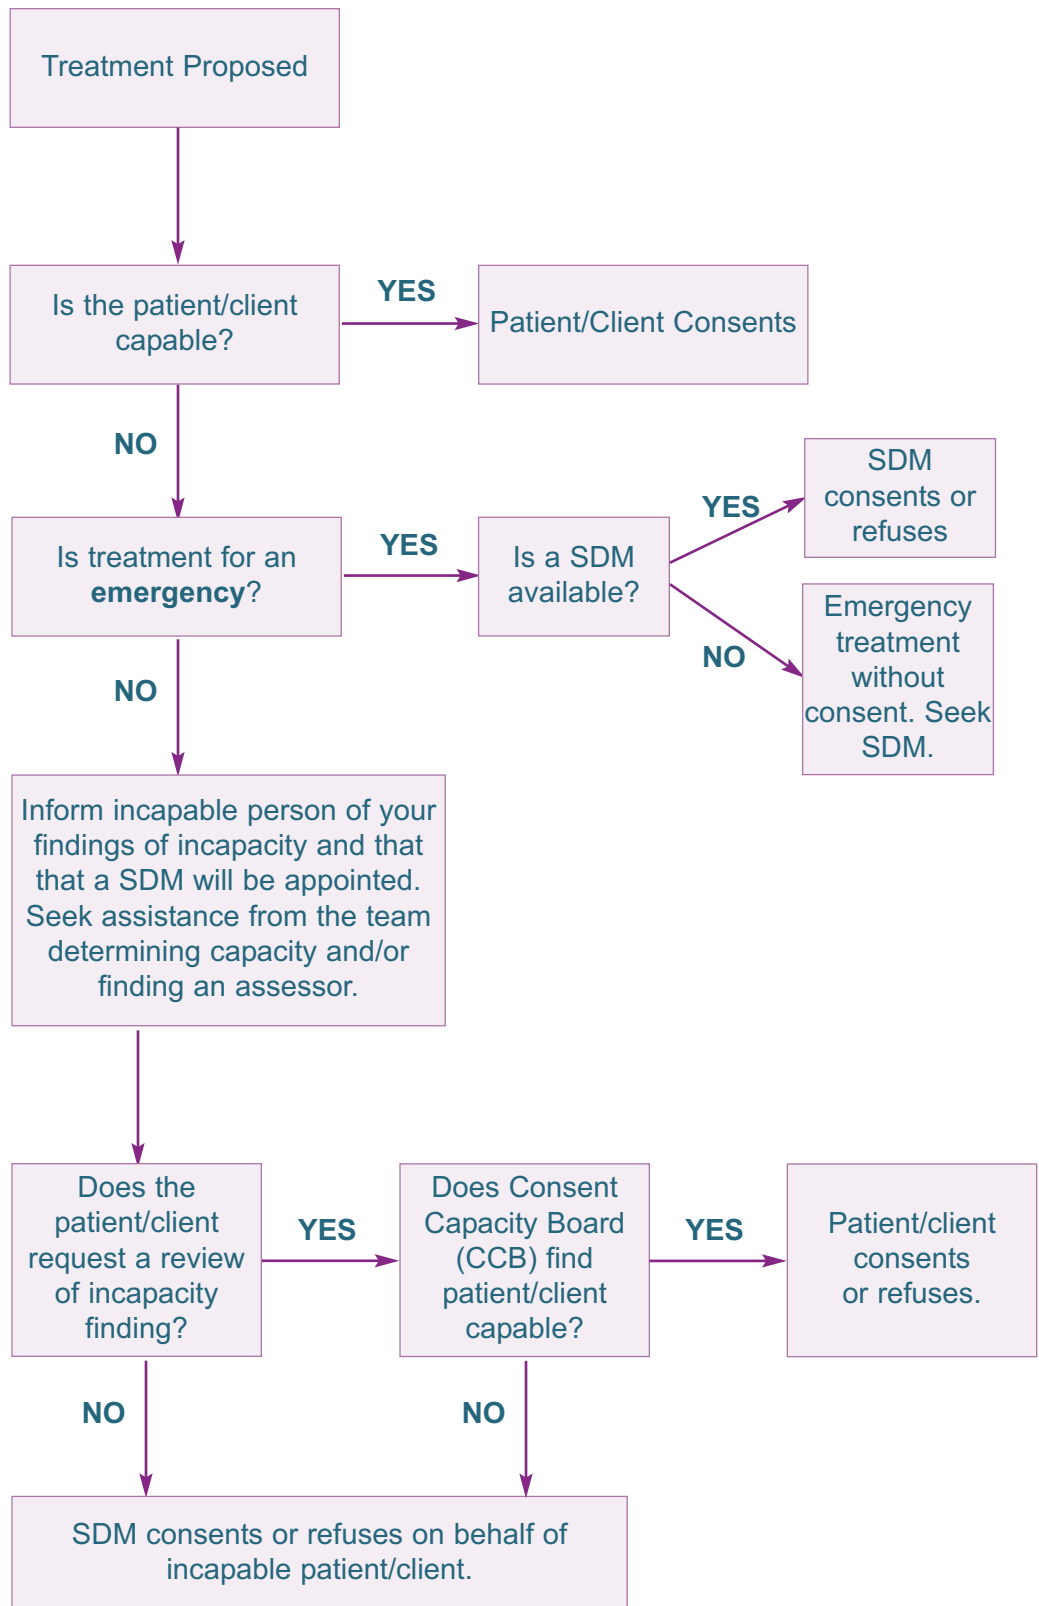 Treatment Proposed
Is the patient/client
capable?
YES
Patient/Client Consents
NO
Is treatment for an
emergency?
YES
Is a SDM
available?
YES
SDM
consents or
refuses
NO
Emergency
treatment
without
consent. Seek
SDM.
NO
Inform incapable person of your
findings of incapacity and that
that a SDM will be appointed.
Seek assistance from the team
determining capacity and/or
finding an assessor.
Does the
patient/client
request a review
of incapacity
finding?
YES
Does Consent
Capacity Board
(CCB) find
patient/client
capable?
YES
Patient/client
consents
or refuses.
NO
NO
SDM consents or refuses on behalf of
incapable patient/client.